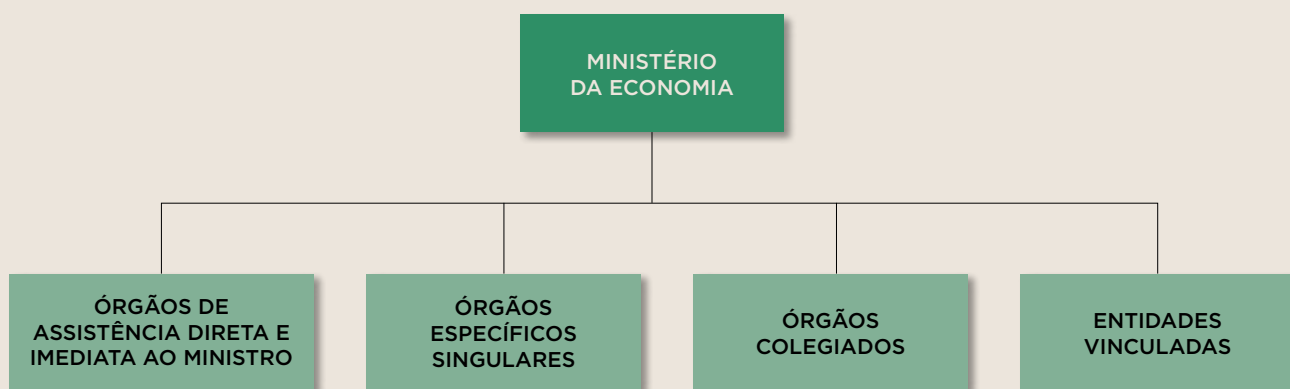 MINISTÉRIO
DA ECONOMIA
ÓRGÃOS DE
ASSISTÊNCIA DIRETA E
IMEDIATA AO MINISTRO
ÓRGÃOS
ESPECÍFICOS
SINGULARES
ÓRGÃOS
COLEGIADOS
ENTIDADES
VINCULADAS